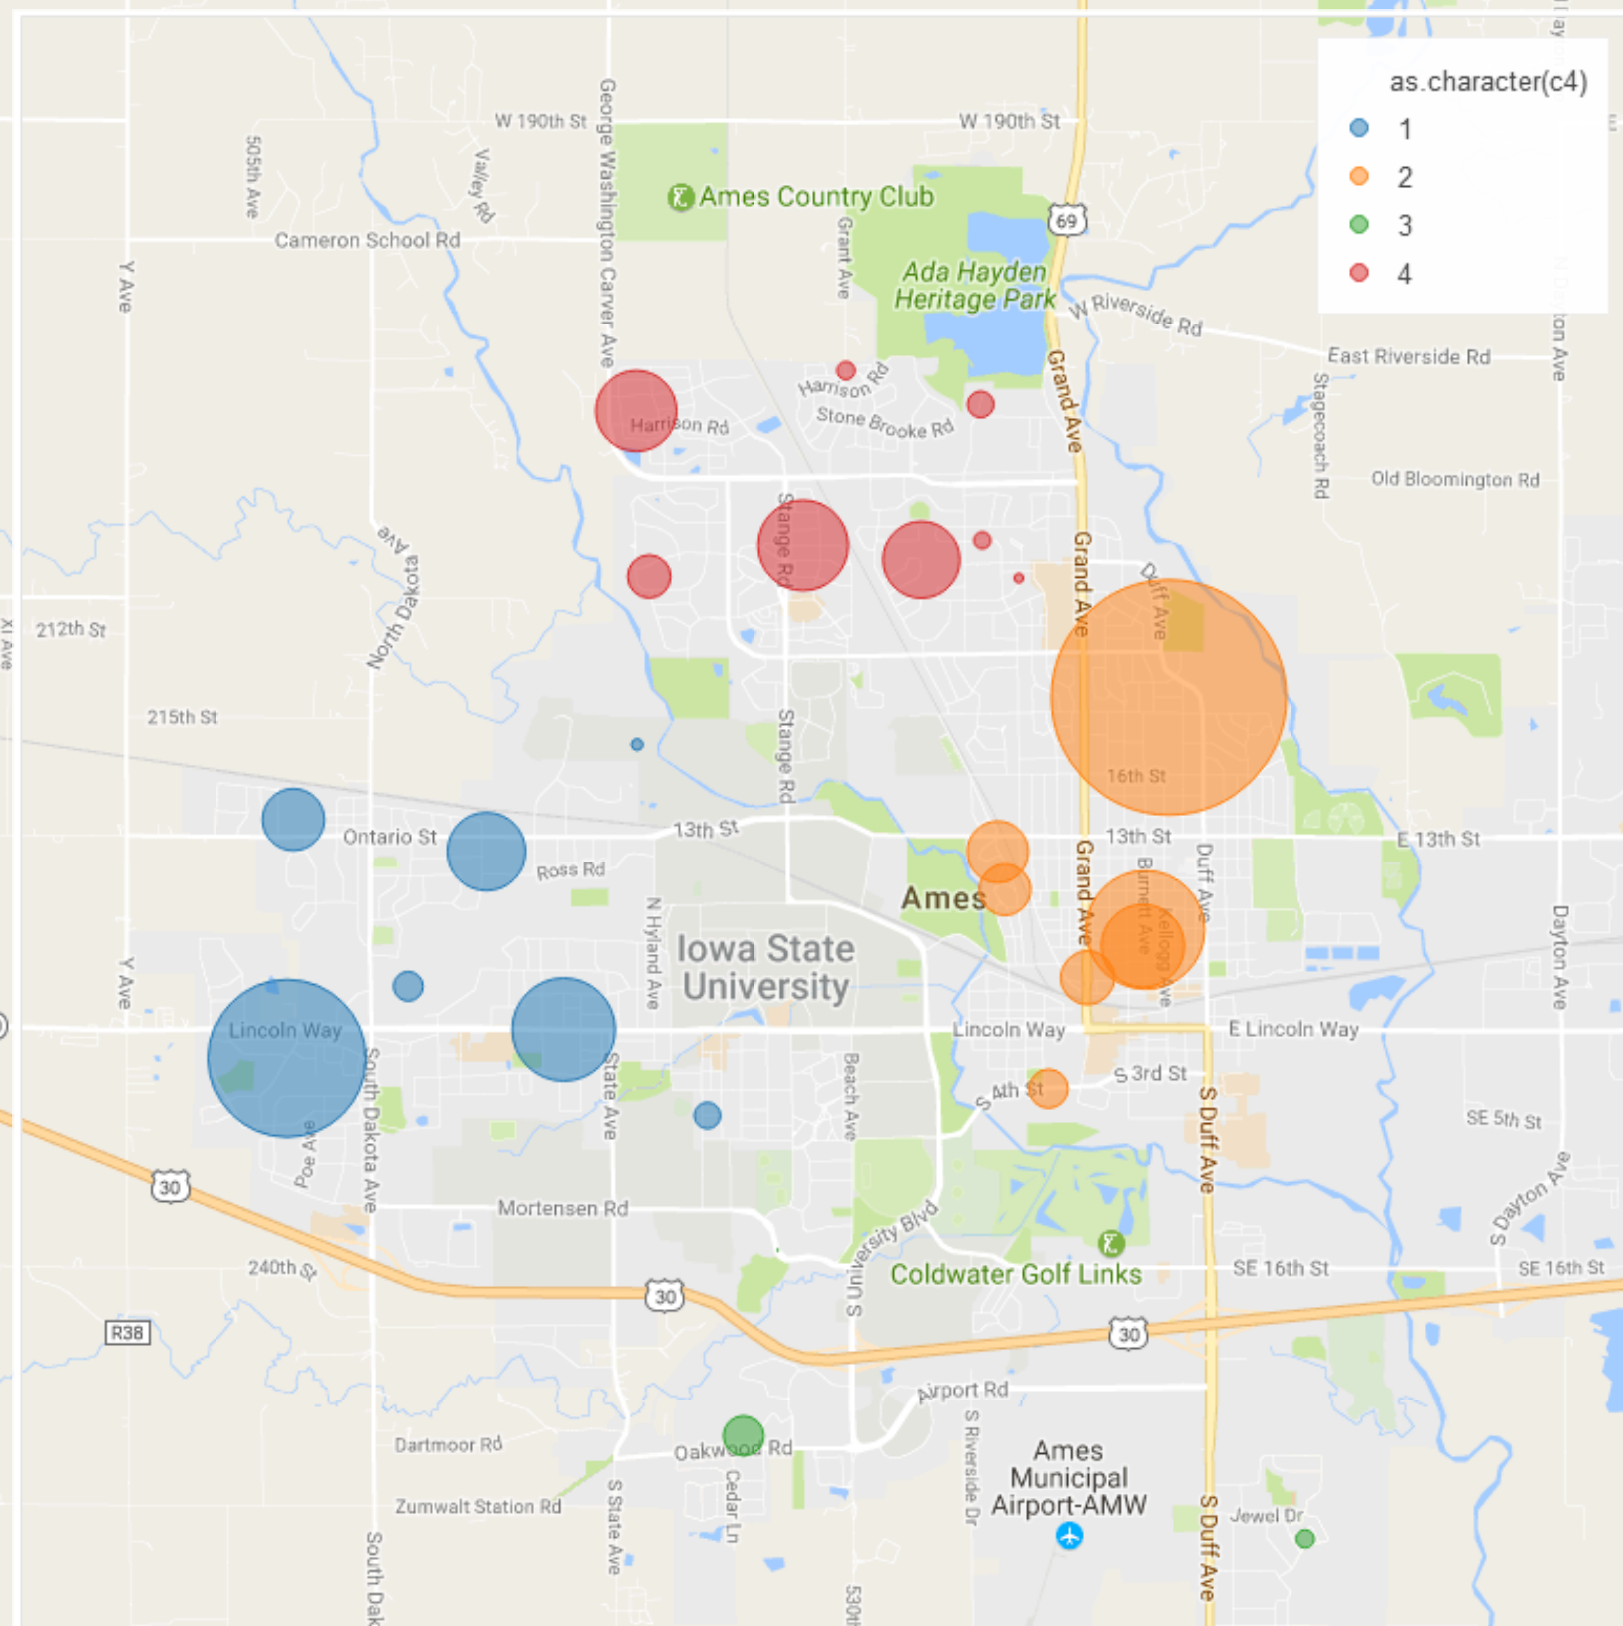 as.character(c4)
1
2
3
4
W 190th St
W 190th St
505th Ave
Valley Rd
George Washington Carver Ave
Ames Country Club
Grant Ave
69
Cameron School Rd
Y Ave
Ada Hayden
Heritage Park
W Riverside Rd
East Riverside Rd
Grand Ave
Stagecoach Rd
Harrison Rd
Harrison Rd
Stone Brooke Rd
Old Bloomington Rd
Stange Rd
North Dakota Ave
Grand Ave
Duff Ave
XI Ave
212th St
215th St
Stange Rd
16th St
Ontario St
13th St
13th St
E 13th St
Ross Rd
Grand Ave
Burnett Ave
Duff Ave
Kellogg Ave
Ames
N Hyland Ave
Iowa State
University
Dayton Ave
Y Ave
Lincoln Way
Lincoln Way
E Lincoln Way
South Dakota Ave
State Ave
Beach Ave
S 4th St
S 3rd St
S Duff Ave
SE 5th St
Poe Ave
30
Mortensen Rd
S Dayton Ave
S University Blvd
Coldwater Golf Links
SE 16th St
SE 16th St
240th St
30
30
R38
Airport Rd
Dartmoor Rd
Oakwood Rd
S Riverside Dr
Ames
Municipal
Airport-AMW
Zumwalt Station Rd
S State Ave
Cedar Ln
Jewel Dr
S Duff Ave
South Dak
530th